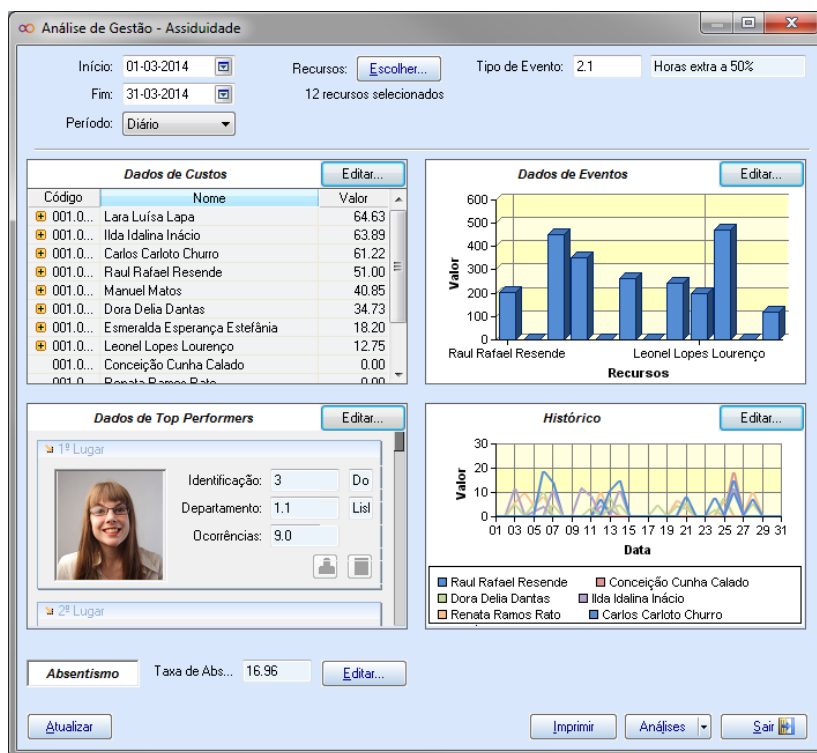 Análise de Gestão - Assiduidade
Início: 01-03-2014 Recursos: Escolher... Tipo de Evento: 2.1 Horas extra a 50%
Fim: 31-03-2014 12 recursos selecionados
Período: Diário
Dados de Custos Editar...
Código Nome Valor
001.0... Lara Luísa Lapa 64.63
001.0... Ilda Idalina Inácio 63.89
001.0... Carlos Carloto Churro 61.22
001.0... Raul Rafael Resende 51.00
001.0... Manuel Matos 40.85
001.0... Dora Delia Dantas 34.73
001.0... Esmeralda Esperança Estefânia 18.20
001.0... Leonel Lopes Lourenço 12.75
001.0... Conceição Cunha Calado 0.00
001.0... Renata Ramos Rato 0.00
Dados de Eventos Editar...
Valor
600
500
400
300
200
100
0
Raul Rafael Resende Leonel Lopes Lourenço
Recursos
Dados de Top Performers Editar...
1º Lugar
Identificação: 3 Do
Departamento: 1.1 Lisl
Ocorrências: 9.0
2º Lugar
Histórico Editar...
Valor
30
20
10
0
01 03 05 07 09 11 13 15 17 19 21 23 25 27 29 31
Data
Raul Rafael Resende Conceição Cunha Calado
Dora Delia Dantas Ilda Idalina Inácio
Renata Ramos Rato Carlos Carloto Churro
Absentismo Taxa de Abs... 16.96 Editar...
Atualizar Imprimir Análises Sair